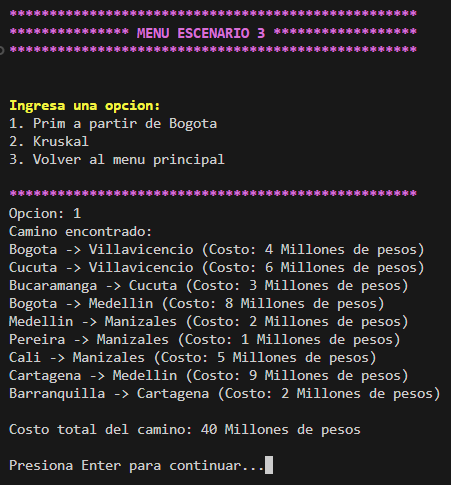 ***************************************************
*************** MENU ESCENARIO 3 ******************
***************************************************
Ingresa una opcion:
1. Prim a partir de Bogota
2. Kruskal
3. Volver al menu principal
***************************************************
Opcion: 1
Camino encontrado:
Bogota -> Villavicencio (Costo: 4 Millones de pesos)
Cucuta -> Villavicencio (Costo: 6 Millones de pesos)
Bucaramanga -> Cucuta (Costo: 3 Millones de pesos)
Bogota -> Medellin (Costo: 8 Millones de pesos)
Medellin -> Manizales (Costo: 2 Millones de pesos)
Pereira -> Manizales (Costo: 1 Millones de pesos)
Cali -> Manizales (Costo: 5 Millones de pesos)
Cartagena -> Medellin (Costo: 9 Millones de pesos)
Barranquilla -> Cartagena (Costo: 2 Millones de pesos)
Costo total del camino: 40 Millones de pesos
Presiona Enter para continuar...